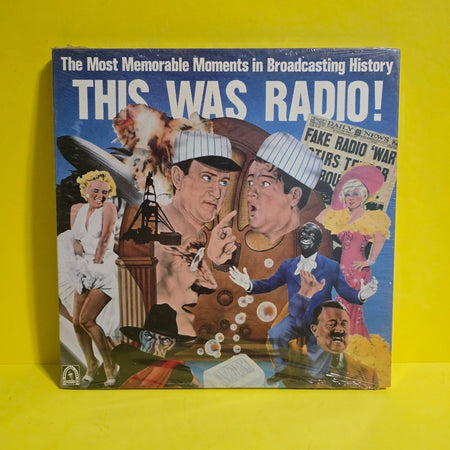 The Most Memorable Moments in Broadcasting History
THIS WAS RADIO!
DAILY NEWS
FAKE RADIO 'WAR